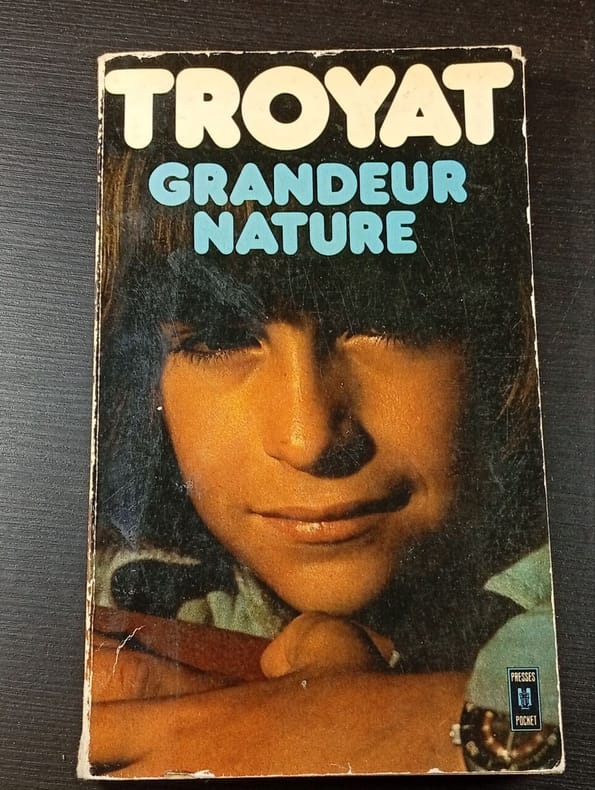 TROYAT
GRANDEUR
NATURE
PRESSES
POCKET